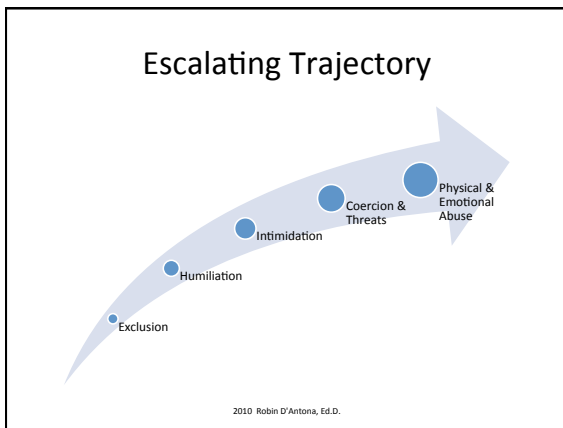 Escalating Trajectory
Physical &
Emotional
Abuse
Coercion &
Threats
Intimidation
Humiliation
Exclusion
2010 Robin D'Antona, Ed.D.